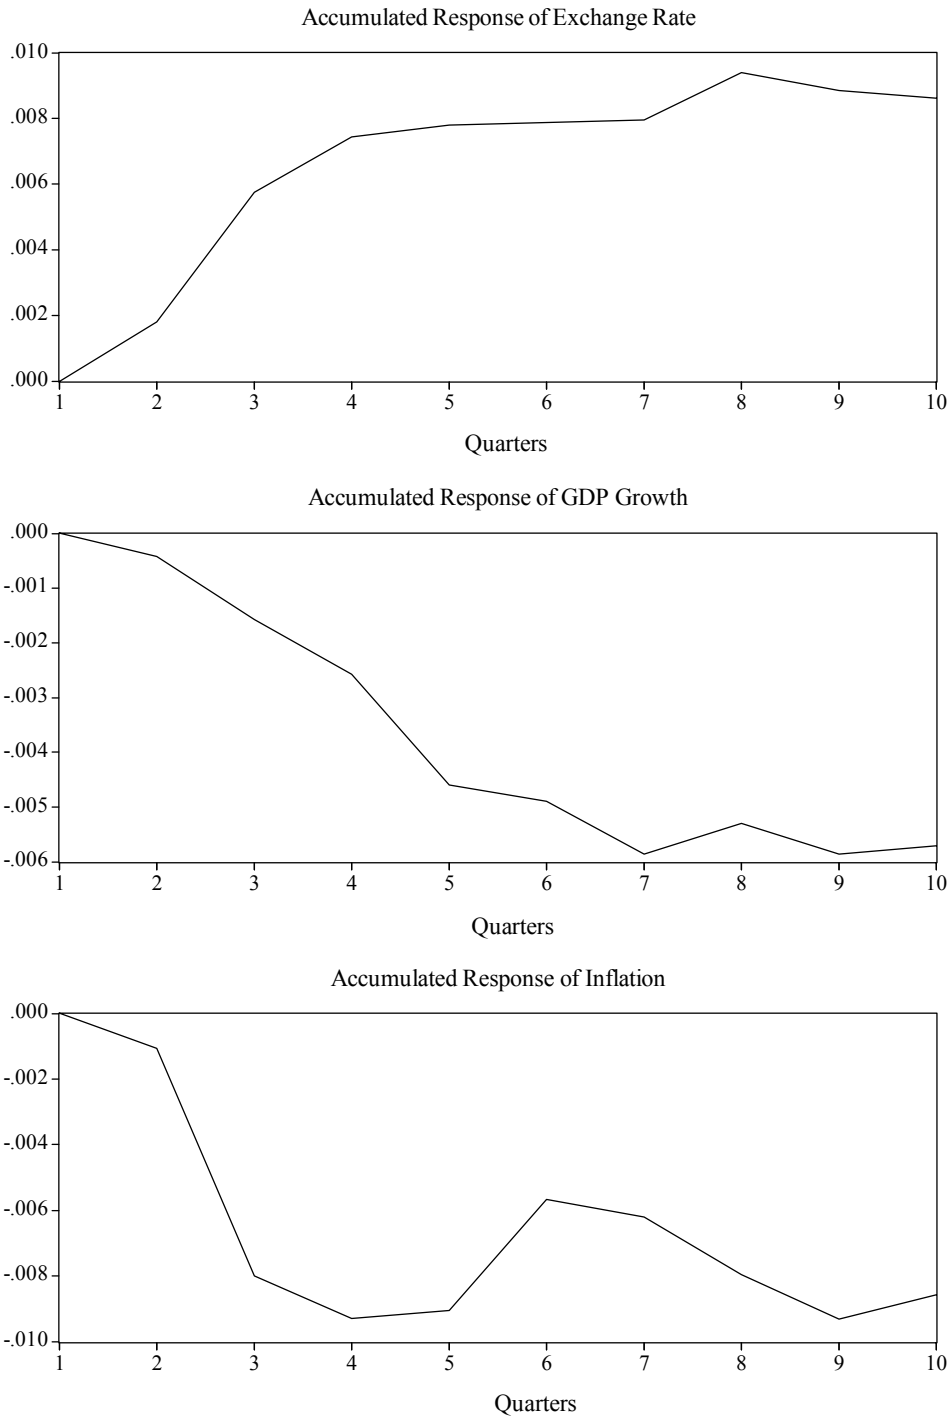 Accumulated Response of Exchange Rate
.010
.008
.006
.004
.002
.000
1 2 3 4 5 6 7 8 9 10
Quarters
Accumulated Response of GDP Growth
.000
-.001
-.002
-.003
-.004
-.005
-.006
1 2 3 4 5 6 7 8 9 10
Quarters
Accumulated Response of Inflation
.000
-.002
-.004
-.006
-.008
-.010
1 2 3 4 5 6 7 8 9 10
Quarters